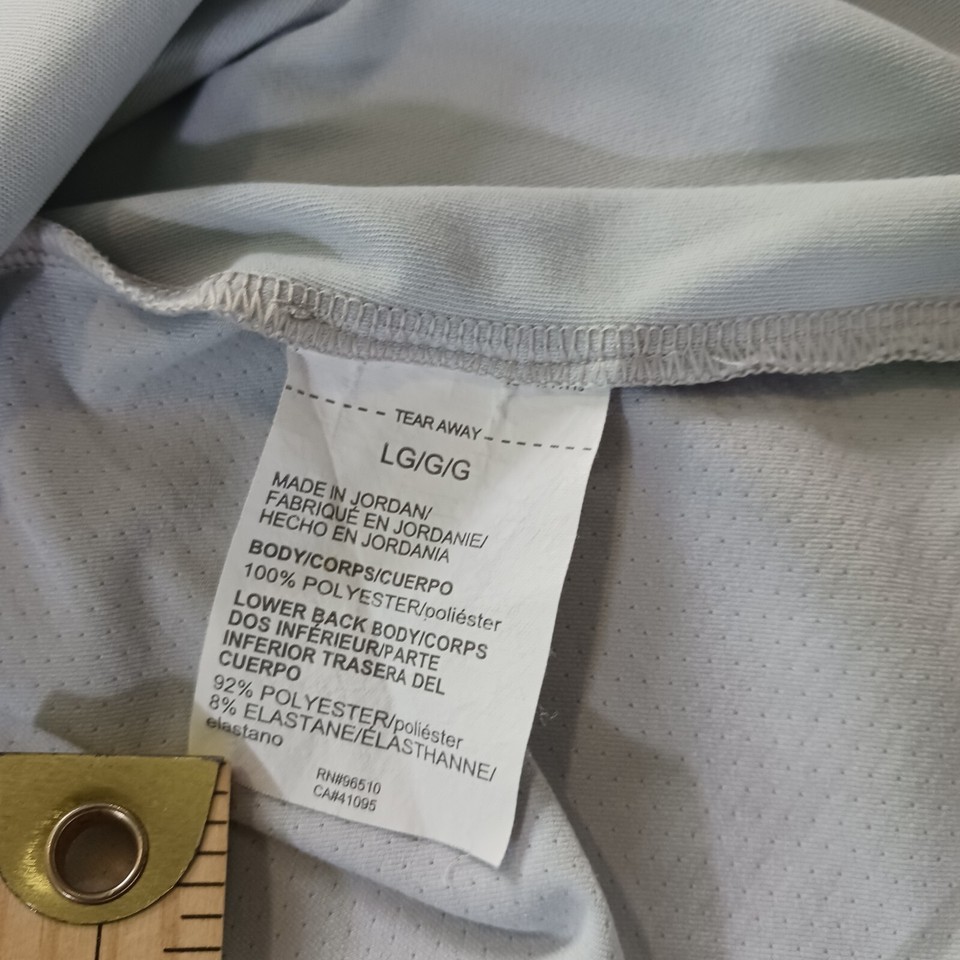 TEAR AWAY
LG/G/G
MADE IN JORDAN/
FABRIQUÉ EN JORDANIE/
HECHO EN JORDANIA
BODY/CORPS/CUERPO
100% POLYESTER/poliéster
LOWER BACK BODY/CORPS
DOS INFÉRIEUR/PARTE
INFERIOR TRASERA DEL
CUERPO
92% POLYESTER/poliéster
8% ELASTANE/ÉLASTHANNE/
elastano
RN#96510
CA#41095